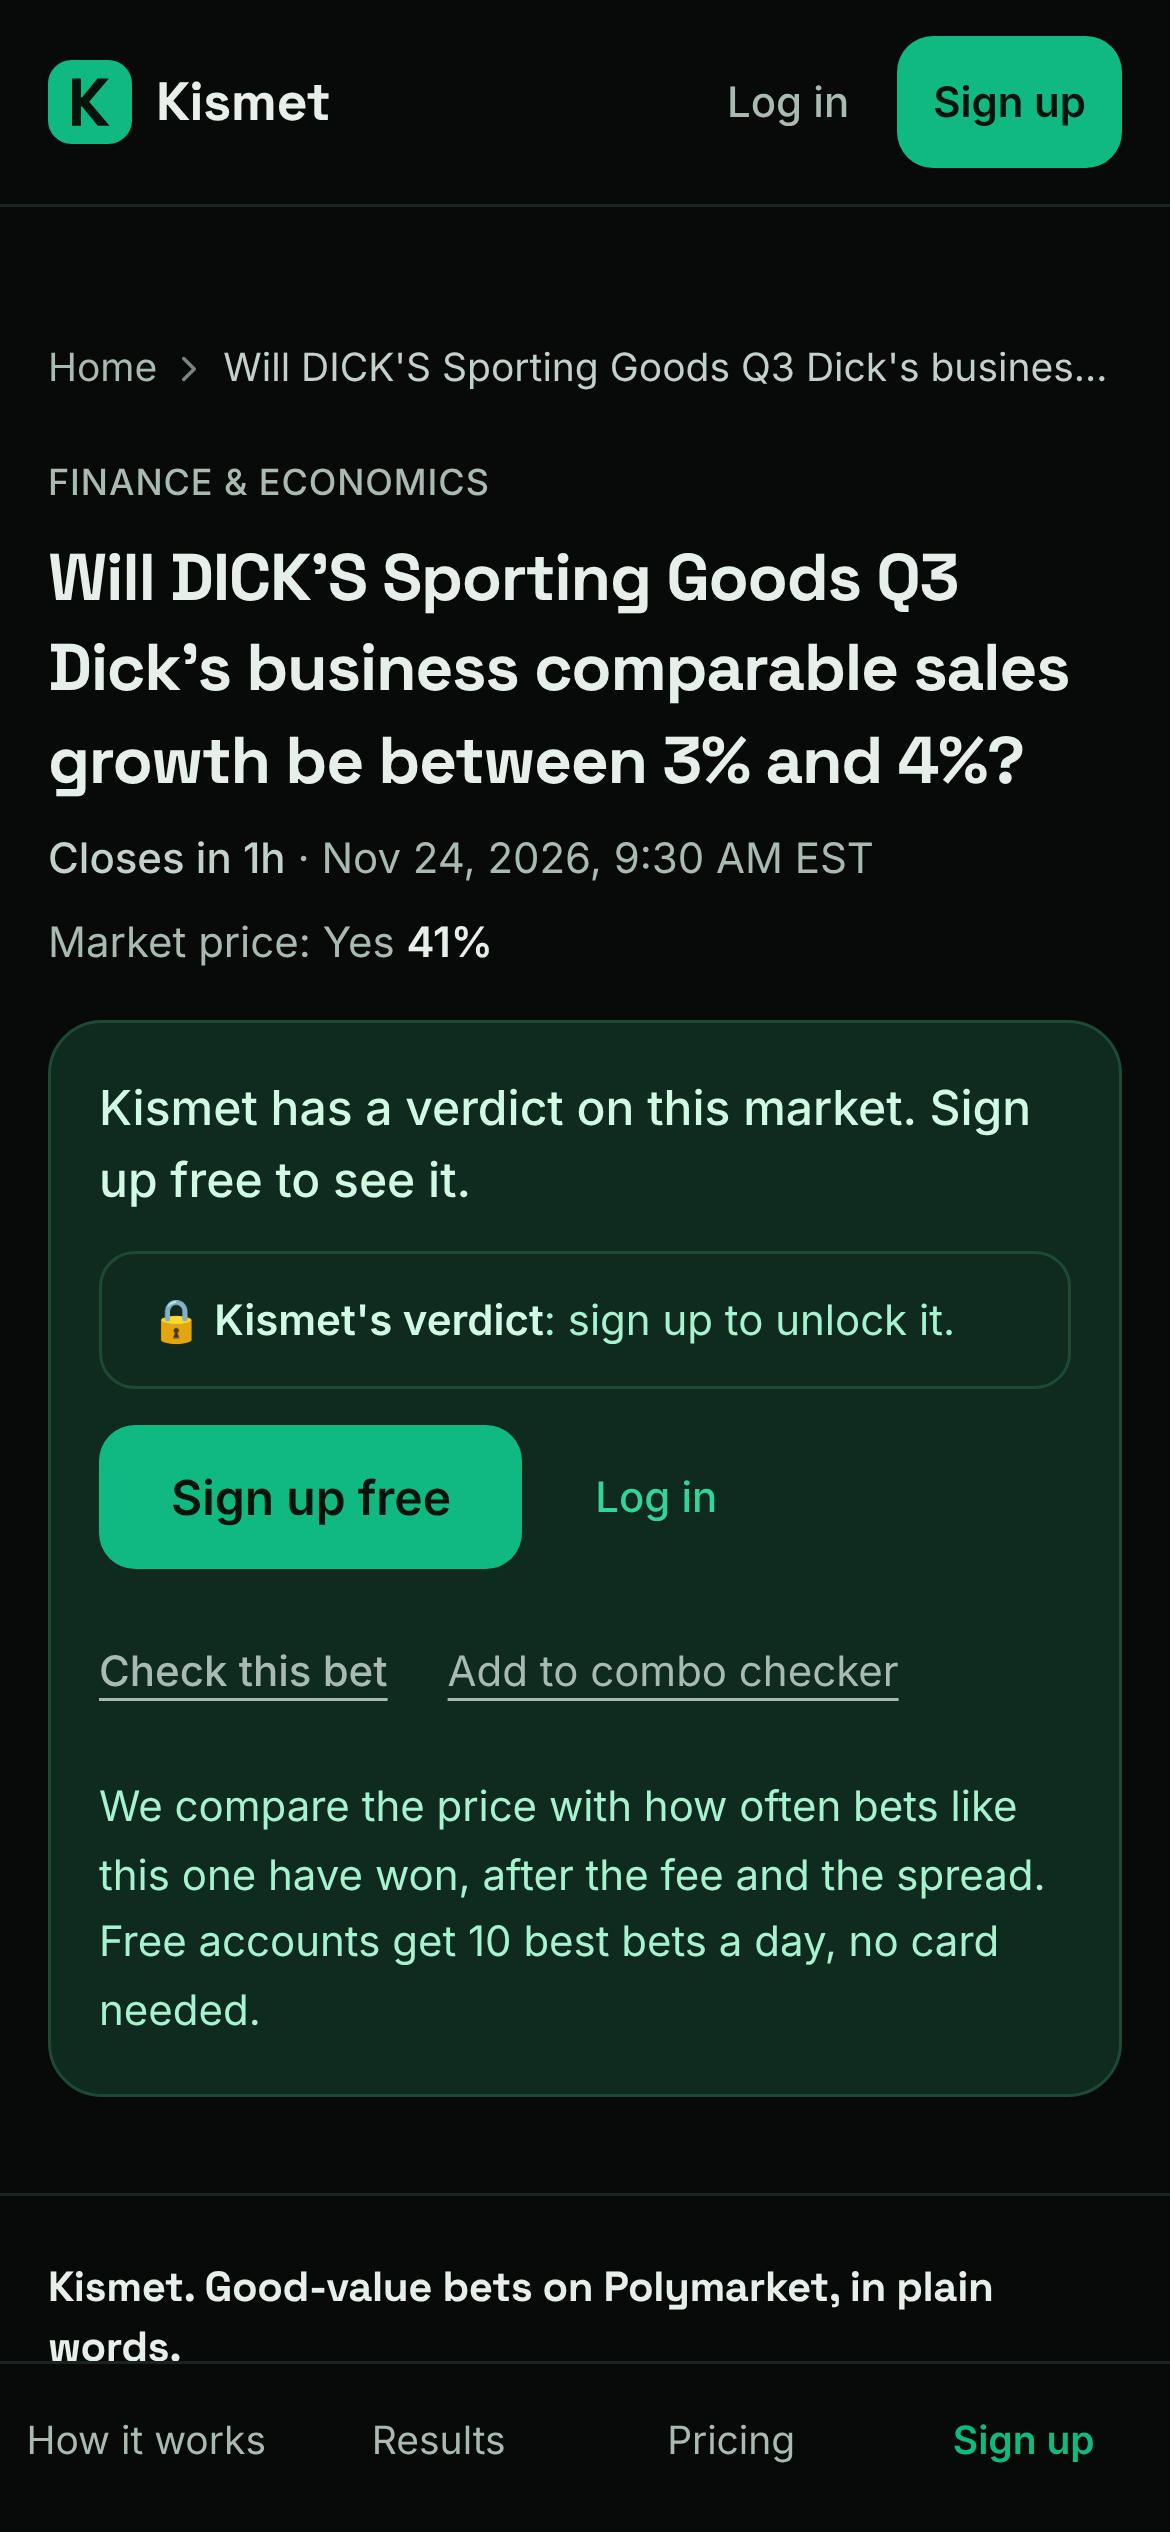 K Kismet
Log in
Sign up
Home > Will DICK'S Sporting Goods Q3 Dick's busines...
FINANCE & ECONOMICS
Will DICK’S Sporting Goods Q3
Dick’s business comparable sales
growth be between 3% and 4%?
Closes in 1h · Nov 24, 2026, 9:30 AM EST
Market price: Yes 41%
Kismet has a verdict on this market. Sign
up free to see it.
🔒 Kismet's verdict: sign up to unlock it.
Sign up free
Log in
Check this bet
Add to combo checker
We compare the price with how often bets like
this one have won, after the fee and the spread.
Free accounts get 10 best bets a day, no card
needed.
Kismet. Good-value bets on Polymarket, in plain
words.
How it works
Results
Pricing
Sign up